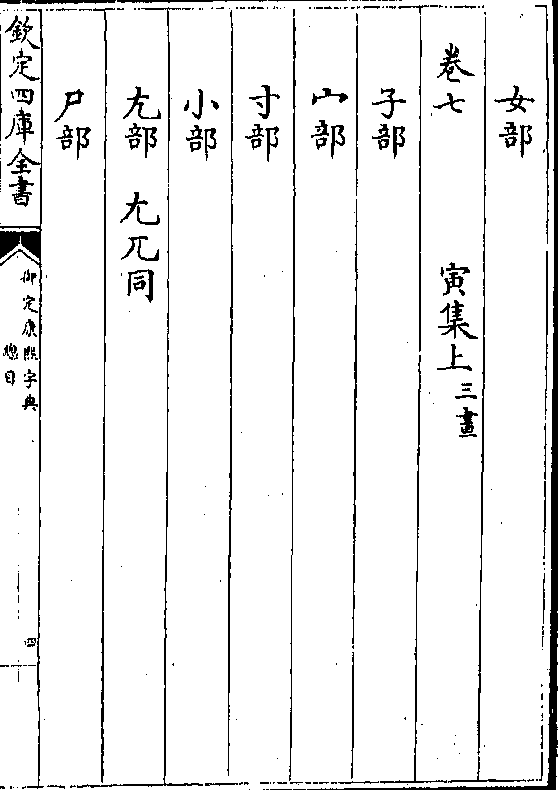 女部
卷七 寅集上三畫
子部
宀部
寸部
小部
尢部 尣兀同
尸部
欽定四庫全書
御定康熙字典
總目
四